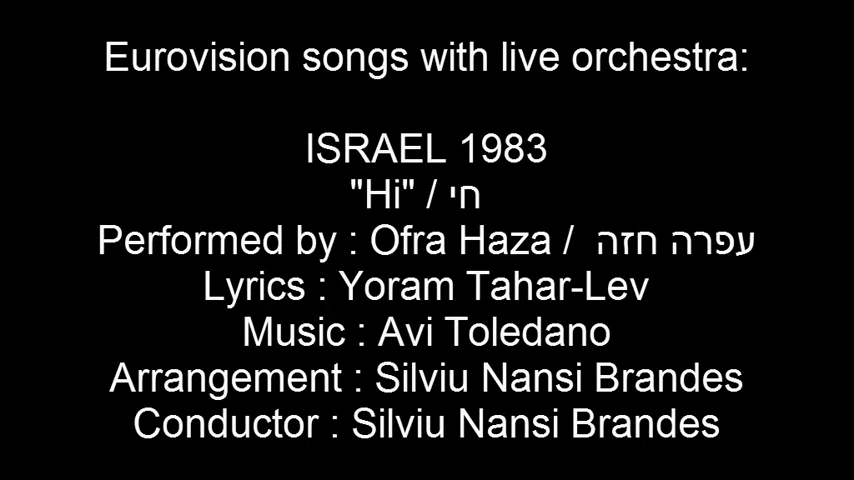 Eurovision songs with live orchestra:
ISRAEL 1983
"Hi" / חי
Performed by : Ofra Haza / עפרה חזה
Lyrics : Yoram Tahar-Lev
Music : Avi Toledano
Arrangement : Silviu Nansi Brandes
Conductor : Silviu Nansi Brandes